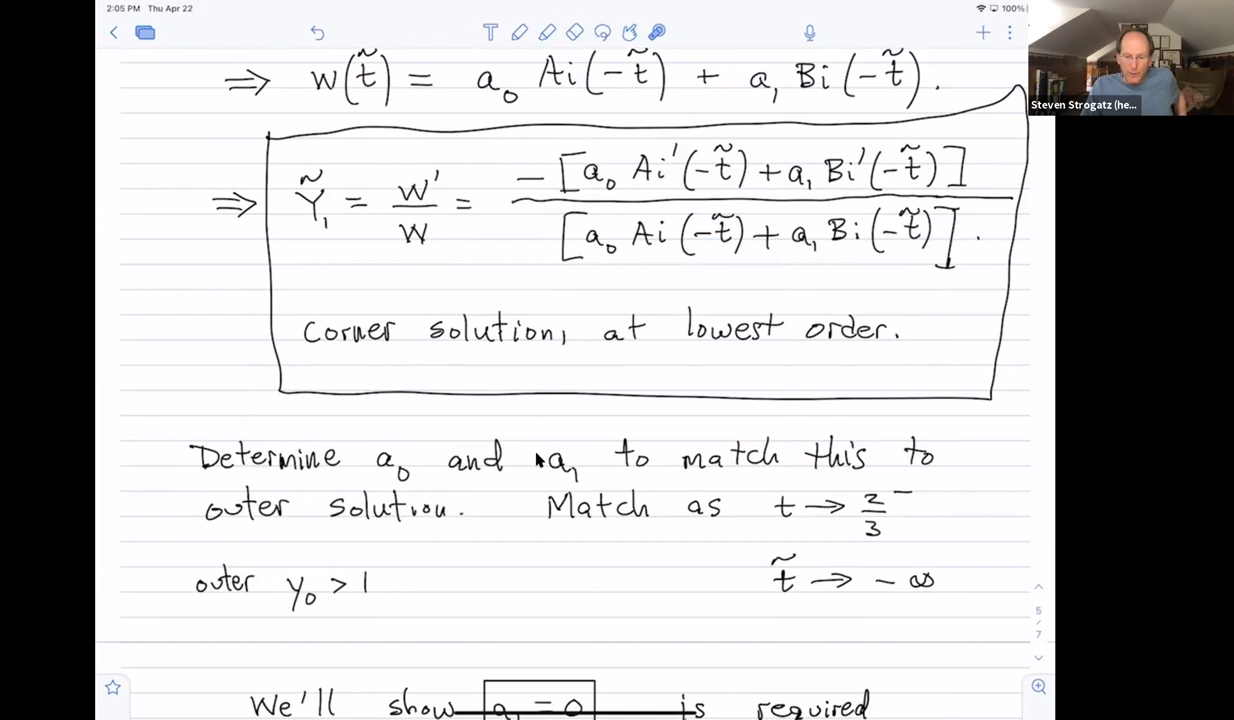 2:05 PM Thu Apr 22
100%
⇒ w(t̃) = a₀ Ai(-t̃) + a₁ Bi(-t̃).
Steven Strogatz (he...
⇒ Ỹ₁ = w'/w = -[a₀ Ai'(-t̃) + a₁ Bi'(-t̃)] / [a₀ Ai(-t̃) + a₁ Bi(-t̃)].
Corner solution, at lowest order.
Determine a₀ and a₁ to match this to
outer solution. Match as t → 2/3⁻
outer y₀ > 1 t̃ → -∞
5 / 7
We'll show a₁ = 0 is required